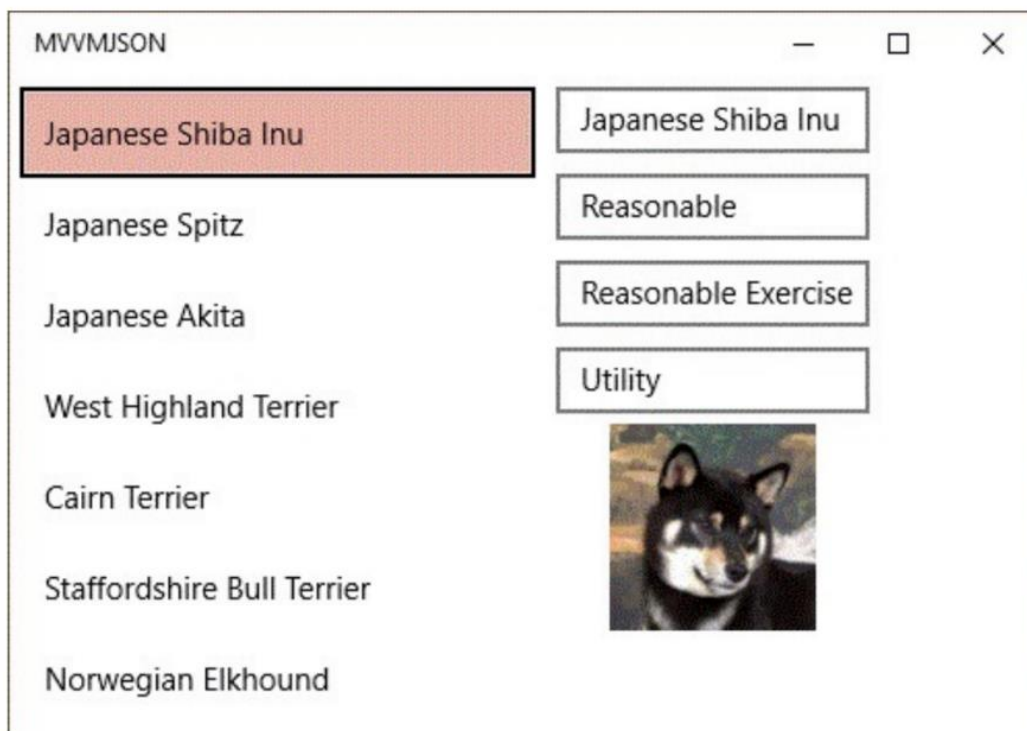 MVVMJSON
Japanese Shiba Inu
Japanese Spitz
Japanese Akita
West Highland Terrier
Cairn Terrier
Staffordshire Bull Terrier
Norwegian Elkhound
Japanese Shiba Inu
Reasonable
Reasonable Exercise
Utility